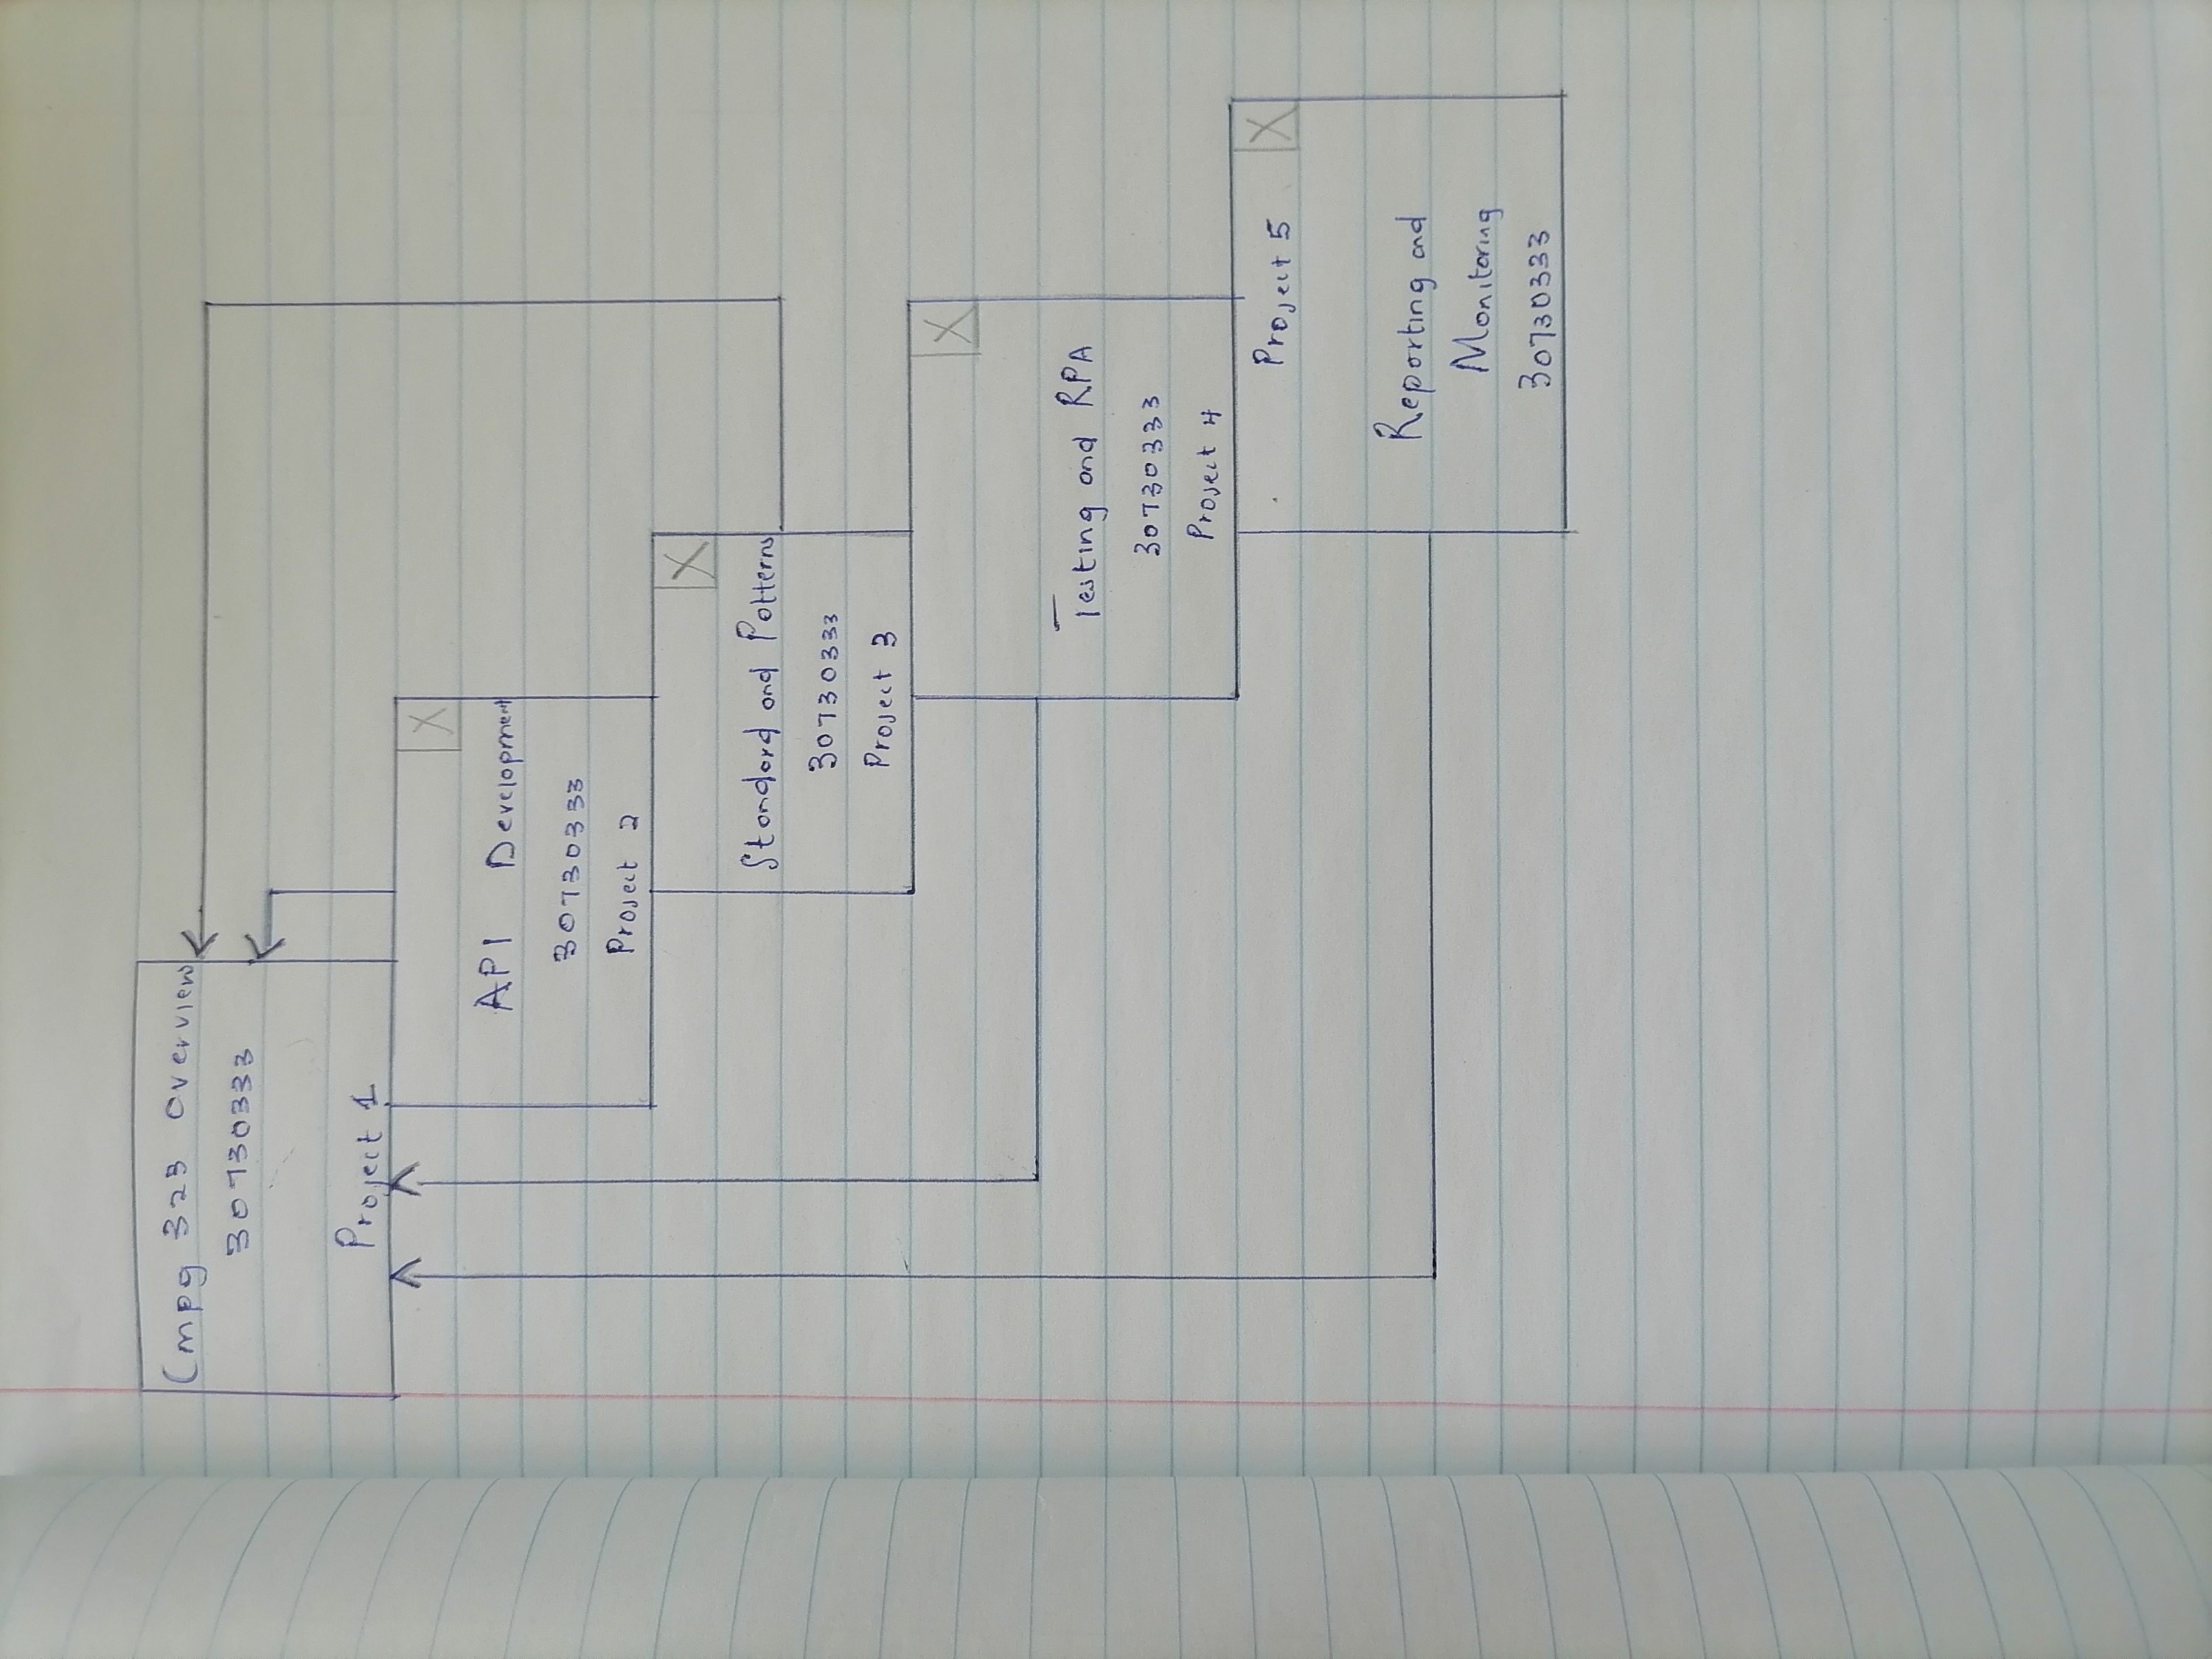 Cmpg 323 Overview
30730333
Project 1
X
API Development
30730333
Project 2
X
Standard and Patterns
30730333
Project 3
X
Testing and RPA
30730333
Project 4
Project 5
X
Reporting and
Monitoring
30730333